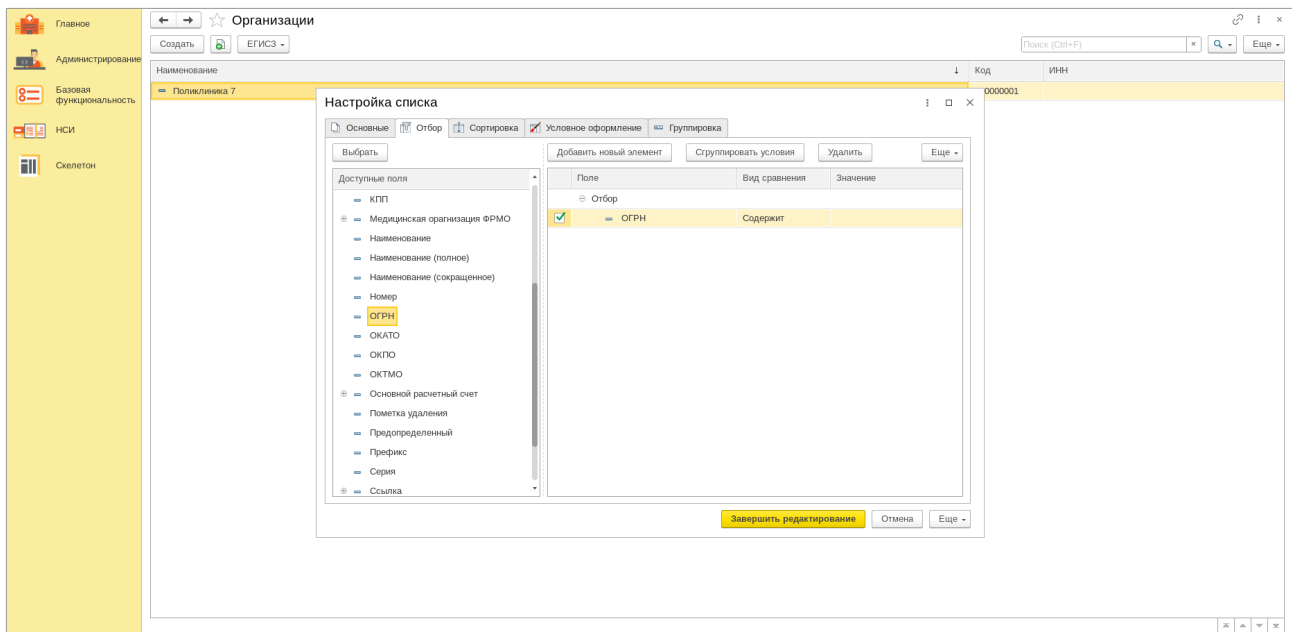 Главное
Администрирование
Базовая
функциональность
НСИ
Скелетон
Организации
Создать
ЕГИСЗ
Поиск (Ctrl+F)
×
Еще
Наименование
↓
Код
ИНН
Поликлиника 7
0000001
Настройка списка
Основные
Отбор
Сортировка
Условное оформление
Группировка
Выбрать
Доступные поля
КПП
Медицинская орагнизация ФРМО
Наименование
Наименование (полное)
Наименование (сокращенное)
Номер
ОГРН
ОКАТО
ОКПО
ОКТМО
Основной расчетный счет
Пометка удаления
Предопределенный
Префикс
Серия
Ссылка
Добавить новый элемент
Сгруппировать условия
Удалить
Еще
Поле
Вид сравнения
Значение
Отбор
ОГРН
Содержит
Завершить редактирование
Отмена
Еще